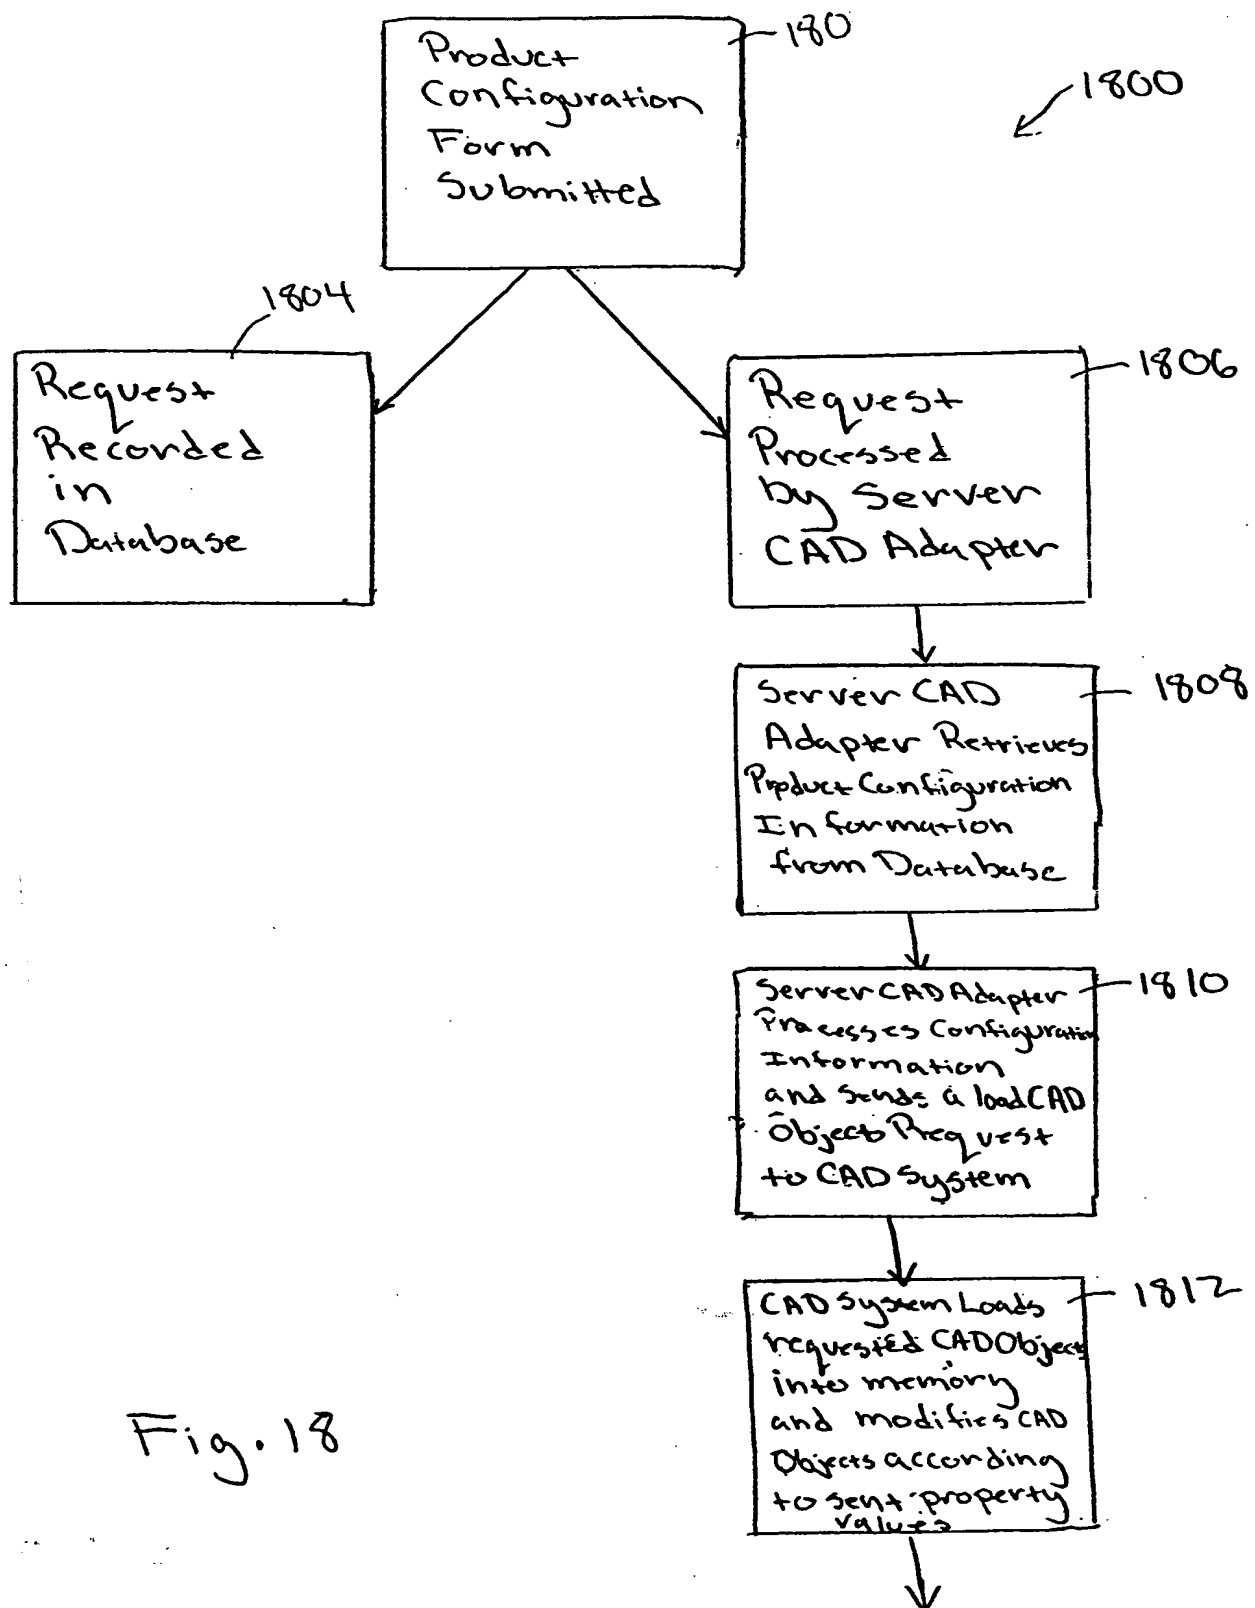 Product
Configuration
Form
Submitted
180
1800
1804
Request
Recorded
in
Database
1806
Request
Processed
by Server
CAD Adapter
1808
Server CAD
Adapter Retrieves
Product Configuration
Information
from Database
1810
Server CAD Adapter
Processes Configuration
Information
and sends a load CAD
Objects Request
to CAD System
1812
CAD System Loads
requested CAD Objects
into memory
and modifies CAD
Objects according
to sent property
values
Fig. 18